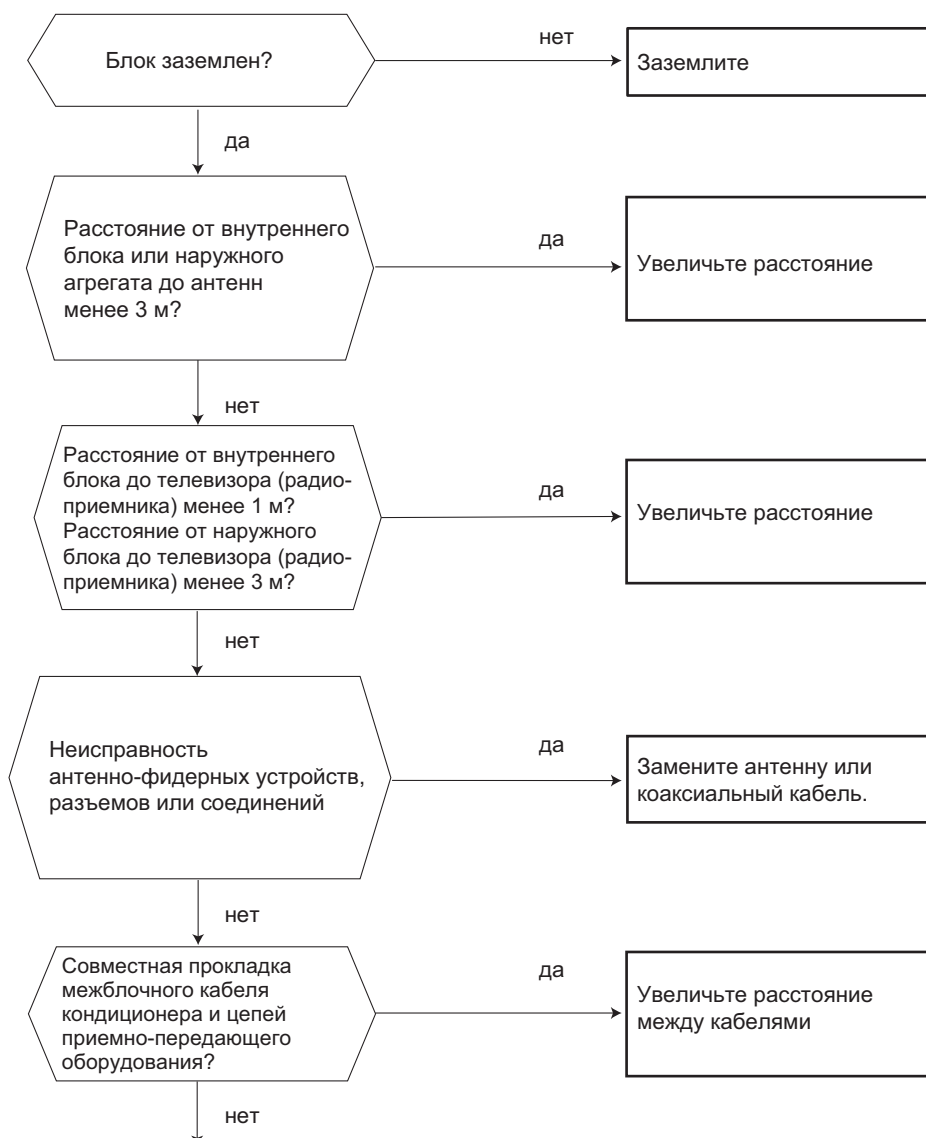 Блок заземлен?
нет
Заземлите
да
Расстояние от внутреннего
блока или наружного
агрегата до антенн
менее 3 м?
да
Увеличьте расстояние
нет
Расстояние от внутреннего
блока до телевизора (радио-
приемника) менее 1 м?
Расстояние от наружного
блока до телевизора (радио-
приемника) менее 3 м?
да
Увеличьте расстояние
нет
Неисправность
антенно-фидерных устройств,
разъемов или соединений
да
Замените антенну или
коаксиальный кабель.
нет
Совместная прокладка
межблочного кабеля
кондиционера и цепей
приемно-передающего
оборудования?
да
Увеличьте расстояние
между кабелями
нет